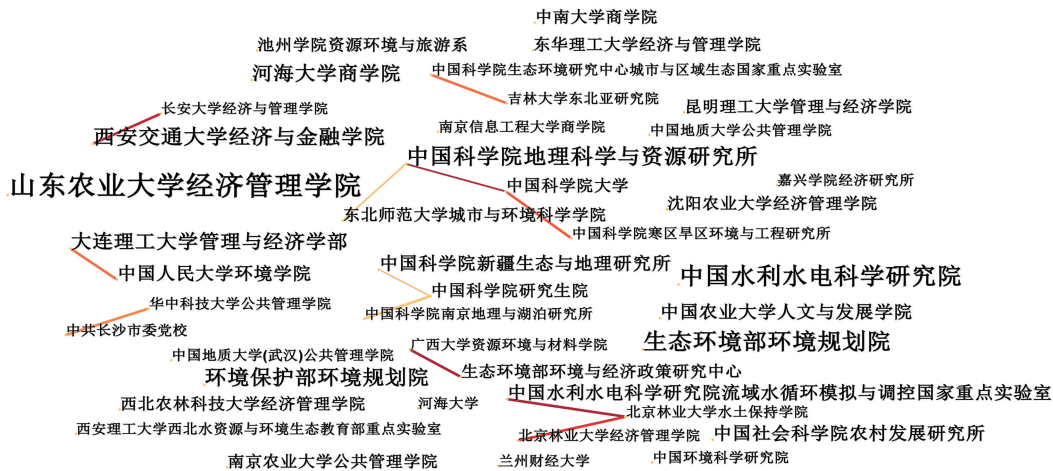 中南大学商学院
池州学院资源环境与旅游系
东华理工大学经济与管理学院
河海大学商学院
中国科学院生态环境研究中心城市与区域生态国家重点实验室
吉林大学东北亚研究院
长安大学经济与管理学院
昆明理工大学管理与经济学院
西安交通大学经济与金融学院
南京信息工程大学商学院
中国地质大学公共管理学院
中国科学院地理科学与资源研究所
山东农业大学经济管理学院
中国科学院大学
嘉兴学院经济研究所
东北师范大学城市与环境科学学院
沈阳农业大学经济管理学院
大连理工大学管理与经济学部
中国科学院寒区旱区环境与工程研究所
中国人民大学环境学院
中国科学院新疆生态与地理研究所
中国水利水电科学研究院
中国科学院研究生院
华中科技大学公共管理学院
中国科学院南京地理与湖泊研究所
中国农业大学人文与发展学院
中共长沙市委党校
广西大学资源环境与材料学院
生态环境部环境规划院
中国地质大学(武汉)公共管理学院
环境保护部环境规划院
生态环境部环境与经济政策研究中心
中国水利水电科学研究院流域水循环模拟与调控国家重点实验室
西北农林科技大学经济管理学院
河海大学
北京林业大学水土保持学院
西安理工大学西北水资源与环境生态教育部重点实验室
北京林业大学经济管理学院
中国社会科学院农村发展研究所
南京农业大学公共管理学院
兰州财经大学
中国环境科学研究院